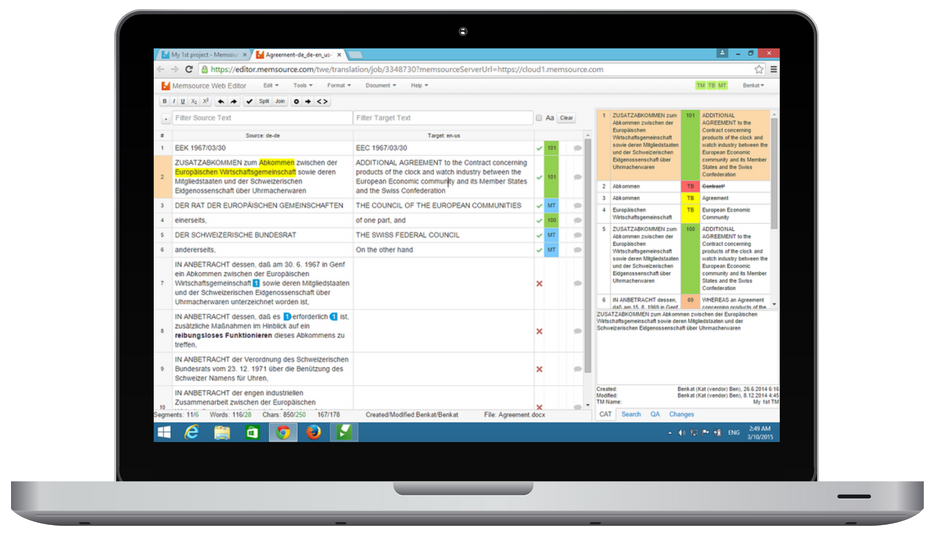 My 1st project - Memsour
Agreement-de_de-en_us-
https://editor.memsource.com/twe/translation/job/3348730?memsourceServerUrl=https://cloud1.memsource.com
Memsource Web Editor
Edit
Tools
Format
Document
Help
TM TB MT
Benkat
B I U X₂ X² Split Join
Filter Source Text
Filter Target Text
Aa
Clear
# Source: de-de Target: en-us
1 EEK 1967/03/30 EEC 1967/03/30 101
2 ZUSATZABKOMMEN zum Abkommen zwischen der
Europäischen Wirtschaftsgemeinschaft sowie deren
Mitgliedstaaten und der Schweizerischen
Eidgenossenschaft über Uhrmacherwaren
ADDITIONAL AGREEMENT to the Contract concerning
products of the clock and watch industry between the
European Economic community and its Member States
and the Swiss Confederation
101
3 DER RAT DER EUROPÄISCHEN GEMEINSCHAFTEN THE COUNCIL OF THE EUROPEAN COMMUNITIES MT
4 einerseits, of one part, and 100
5 DER SCHWEIZERISCHE BUNDESRAT THE SWISS FEDERAL COUNCIL MT
6 andererseits, On the other hand MT
7 IN ANBETRACHT dessen, daß am 30. 6. 1967 in Genf
ein Abkommen zwischen der Europäischen
Wirtschaftsgemeinschaft 1 sowie deren Mitgliedstaaten
und der Schweizerischen Eidgenossenschaft über
Uhrmacherwaren unterzeichnet worden ist,
8 IN ANBETRACHT dessen, daß es 1 erforderlich 1 ist,
zusätzliche Maßnahmen im Hinblick auf ein
reibungsloses Funktionieren dieses Abkommens zu
treffen,
9 IN ANBETRACHT der Verordnung des Schweizerischen
Bundesrats vom 23. 12. 1971 über die Benützung des
Schweizer Namens für Uhren,
10 IN ANBETRACHT der engen industriellen
Zusammenarbeit zwischen der Europäischen
Segments: 11/6 Words: 116/28 Chars: 850/250 167/178 Created/Modified Benkat/Benkat File: Agreement.docx
1 ZUSATZABKOMMEN zum
Abkommen zwischen der
Europäischen
Wirtschaftsgemeinschaft
sowie deren Mitgliedstaaten
und der Schweizerischen
Eidgenossenschaft über
Uhrmacherwaren
101
ADDITIONAL
AGREEMENT to the
Contract concerning
products of the clock and
watch industry between the
European Economic
community and its Member
States and the Swiss
Confederation
2 Abkommen TB Contract*
3 Abkommen TB Agreement
4 Europäischen
Wirtschaftsgemeinschaft
TB
European Economic
Community
5 ZUSATZABKOMMEN zum
Abkommen zwischen der
Europäischen
Wirtschaftsgemeinschaft
sowie deren Mitgliedstaaten
und der Schweizerischen
Eidgenossenschaft über
Uhrmacherwaren
100
ADDITIONAL
AGREEMENT to the
Contract concerning
products of the clock and
watch industry between the
European Economic
community and its Member
States and the Swiss
Confederation
6 IN ANBETRACHT dessen,
WHEREAS an Agreement
concerning products of the
ZUSATZABKOMMEN zum Abkommen zwischen der Europäischen
Wirtschaftsgemeinschaft sowie deren Mitgliedstaaten und der
Schweizerischen Eidgenossenschaft über Uhrmacherwaren
Created: Benkat (Kat (vendor) Ben), 26.6.2014 6:16
Modified: Benkat (Kat (vendor) Ben), 8.12.2014 4:45
TM Name: My 1st TM
CAT Search QA Changes
ENG
2:49 AM
3/10/2015